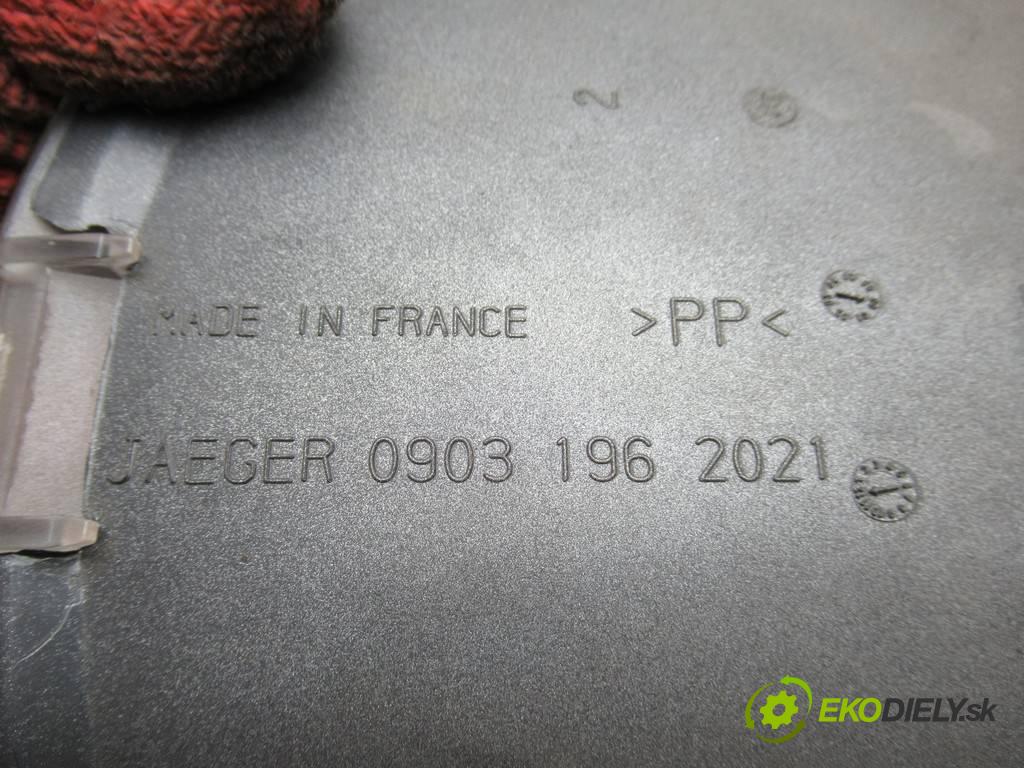 2
MADE IN FRANCE >PP<
JAEGER 0903 196 2021
EKODIELY.sk